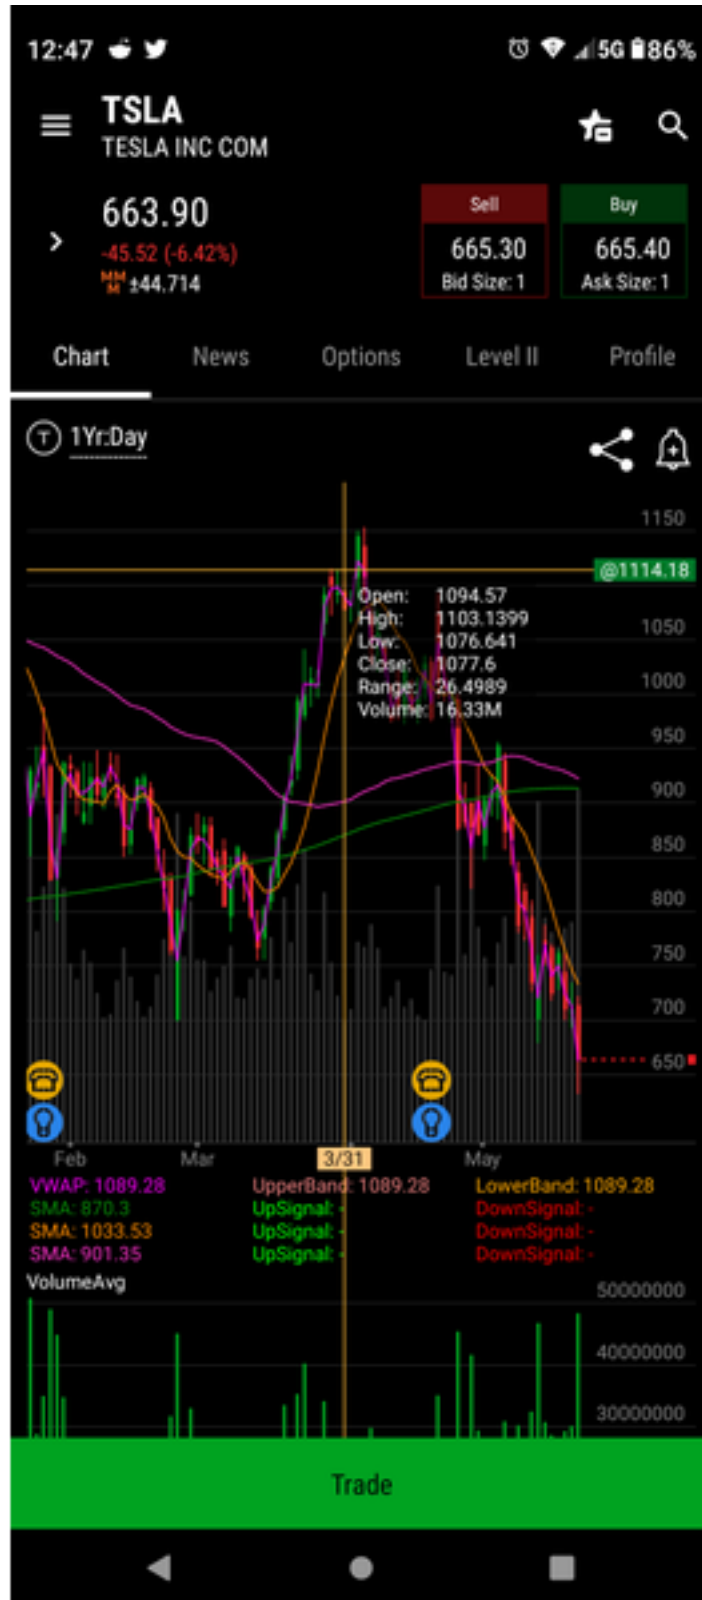 12:47 5G 86%
TSLA
TESLA INC COM
663.90
-45.52 (-6.42%)
MM
M ±44.714
Sell Buy
665.30 665.40
Bid Size: 1 Ask Size: 1
Chart News Options Level II Profile
T 1Yr:Day
1150
@1114.18
Open: 1094.57
High: 1103.1399
1050
Low: 1076.641
Close: 1077.6
1000
Range: 26.4989
Volume: 16.33M
950
900
850
800
750
700
650
Feb Mar 3/31 May
VWAP: 1089.28 UpperBand: 1089.28 LowerBand: 1089.28
SMA: 870.3 UpSignal: - DownSignal: -
SMA: 1033.53 UpSignal: - DownSignal: -
SMA: 901.35 UpSignal: - DownSignal: -
VolumeAvg
50000000
40000000
30000000
Trade